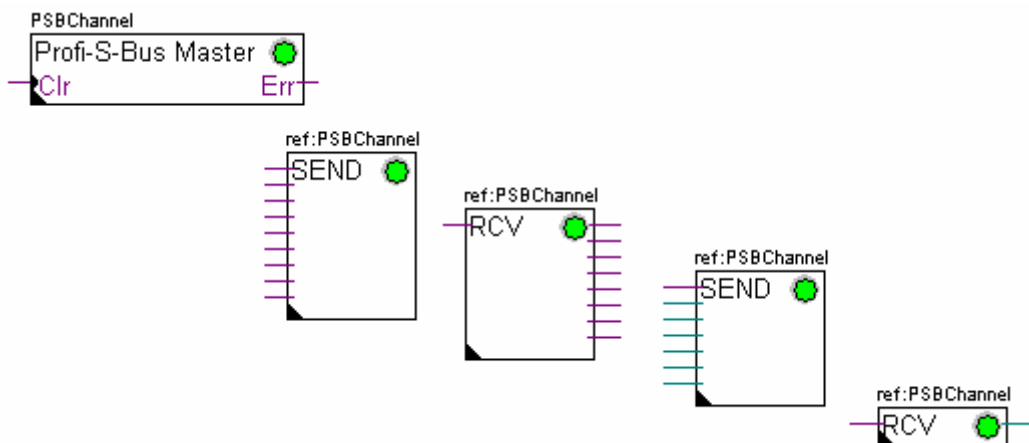 PSBChannel
Profi-S-Bus Master
Clr Err
ref:PSBChannel
SEND
ref:PSBChannel
RCV
ref:PSBChannel
SEND
ref:PSBChannel
RCV